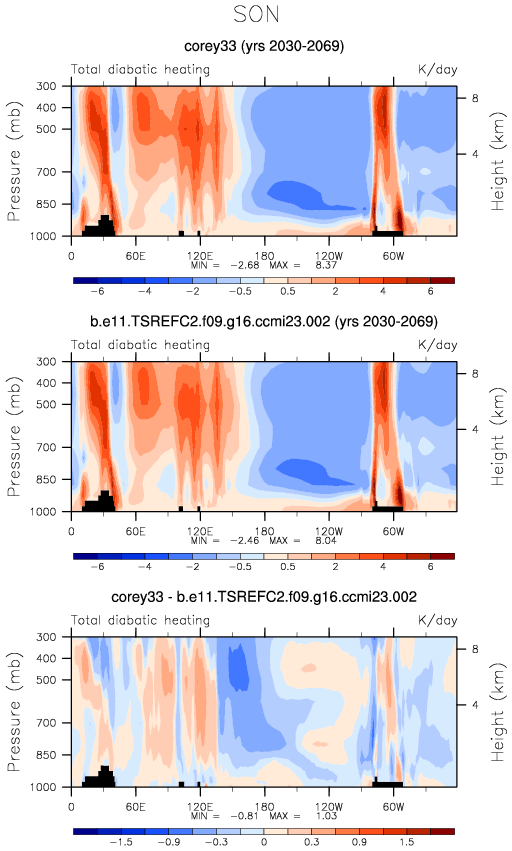 SON
corey33 (yrs 2030-2069)
Total diabatic heating K/day
300
400
500
700
850
1000
Pressure (mb)
8
4
Height (km)
0 60E 120E 180 120W 60W
MIN = -2.68 MAX = 8.37
-6 -4 -2 -0.5 0.5 2 4 6
b.e11.TSREFC2.f09.g16.ccmi23.002 (yrs 2030-2069)
Total diabatic heating K/day
300
400
500
700
850
1000
Pressure (mb)
8
4
Height (km)
0 60E 120E 180 120W 60W
MIN = -2.46 MAX = 8.04
-6 -4 -2 -0.5 0.5 2 4 6
corey33 - b.e11.TSREFC2.f09.g16.ccmi23.002
Total diabatic heating K/day
300
400
500
700
850
1000
Pressure (mb)
8
4
Height (km)
0 60E 120E 180 120W 60W
MIN = -0.81 MAX = 1.03
-1.5 -0.9 -0.3 0 0.3 0.9 1.5